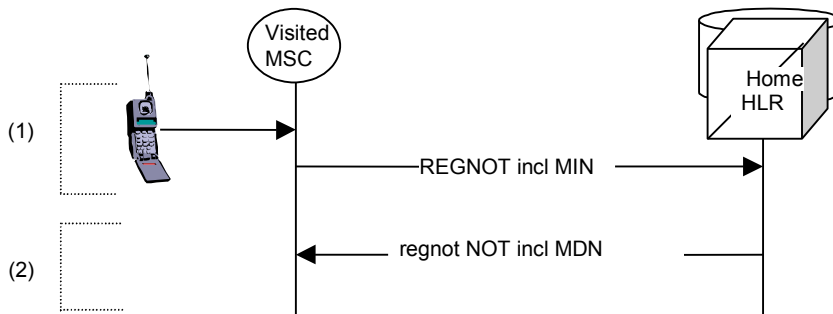 Visited
MSC
Home
HLR
(1)
REGNOT incl MIN
regnot NOT incl MDN
(2)